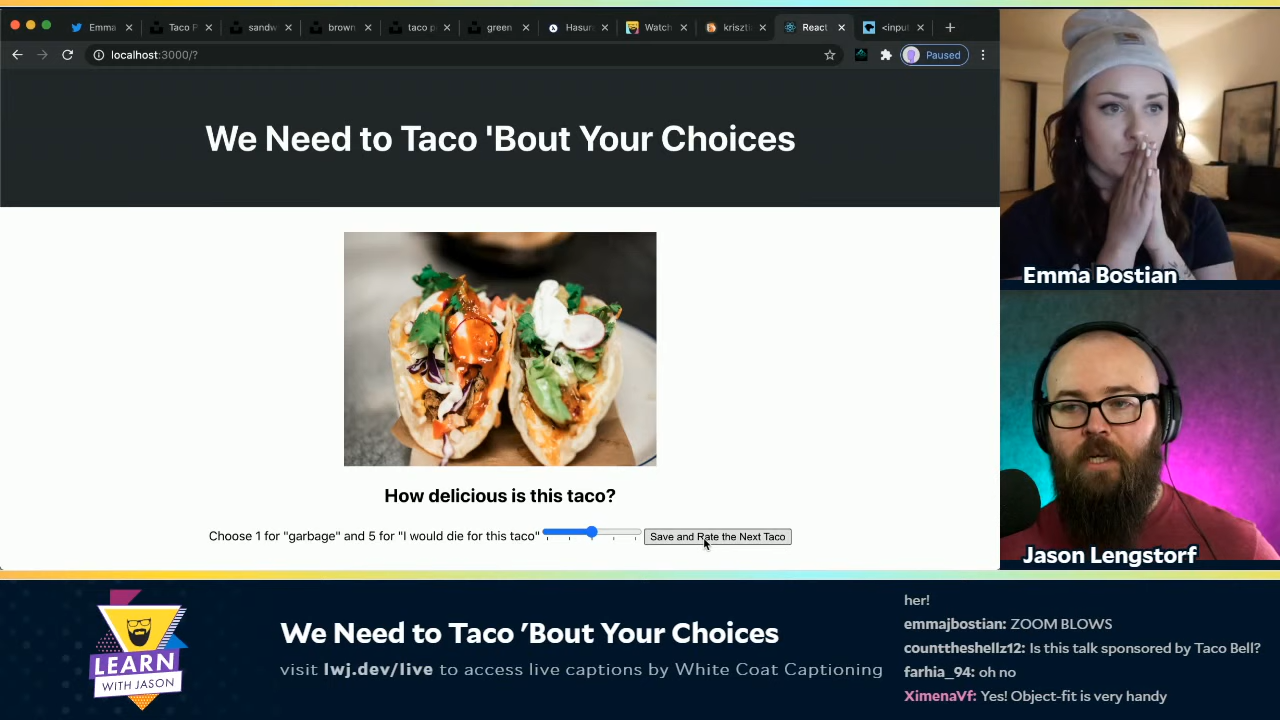 Emma
Taco P
sandw
brown
taco p
green
Hasur
Watch
kriszti
React
<input
localhost:3000/?
Paused
We Need to Taco 'Bout Your Choices
How delicious is this taco?
Choose 1 for "garbage" and 5 for "I would die for this taco"
Save and Rate the Next Taco
Emma Bostian
Jason Lengstorf
LEARN
WITH JASON
We Need to Taco ’Bout Your Choices
visit lwj.dev/live to access live captions by White Coat Captioning
her!
emmajbostian: ZOOM BLOWS
counttheshellz12: Is this talk sponsored by Taco Bell?
farhia_94: oh no
XimenaVf: Yes! Object-fit is very handy